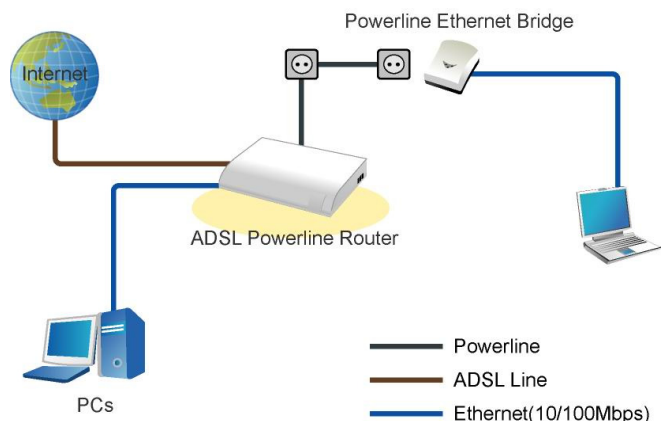 Powerline Ethernet Bridge
Internet
ADSL Powerline Router
PCs
Powerline
ADSL Line
Ethernet(10/100Mbps)